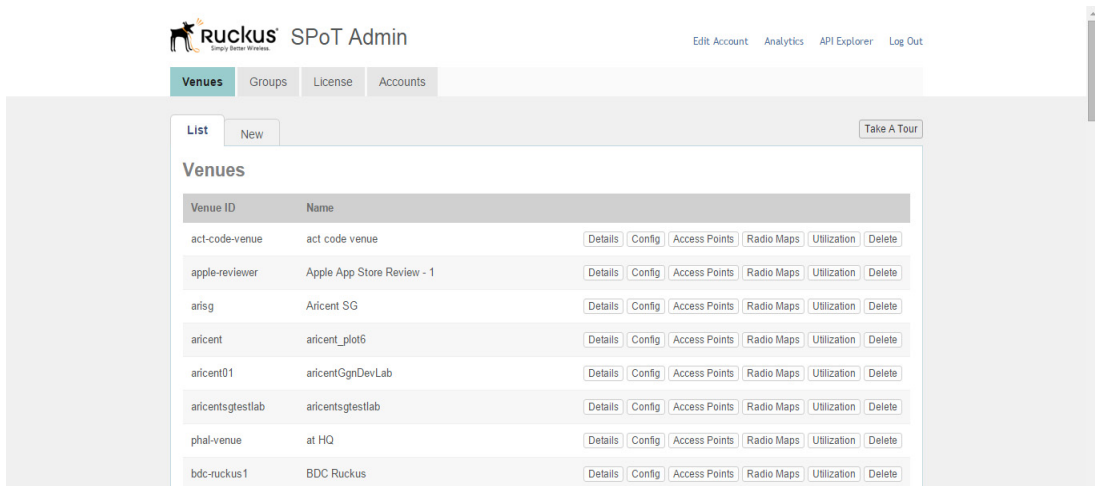 Ruckus® SPoT Admin
Simply Better Wireless.
Edit Account Analytics API Explorer Log Out
Venues Groups License Accounts
List New Take A Tour
Venues
Venue ID Name
act-code-venue act code venue Details Config Access Points Radio Maps Utilization Delete
apple-reviewer Apple App Store Review - 1 Details Config Access Points Radio Maps Utilization Delete
arisg Aricent SG Details Config Access Points Radio Maps Utilization Delete
aricent aricent_plot6 Details Config Access Points Radio Maps Utilization Delete
aricent01 aricentGgnDevLab Details Config Access Points Radio Maps Utilization Delete
aricentsgtestlab aricentsgtestlab Details Config Access Points Radio Maps Utilization Delete
phal-venue at HQ Details Config Access Points Radio Maps Utilization Delete
bdc-ruckus1 BDC Ruckus Details Config Access Points Radio Maps Utilization Delete